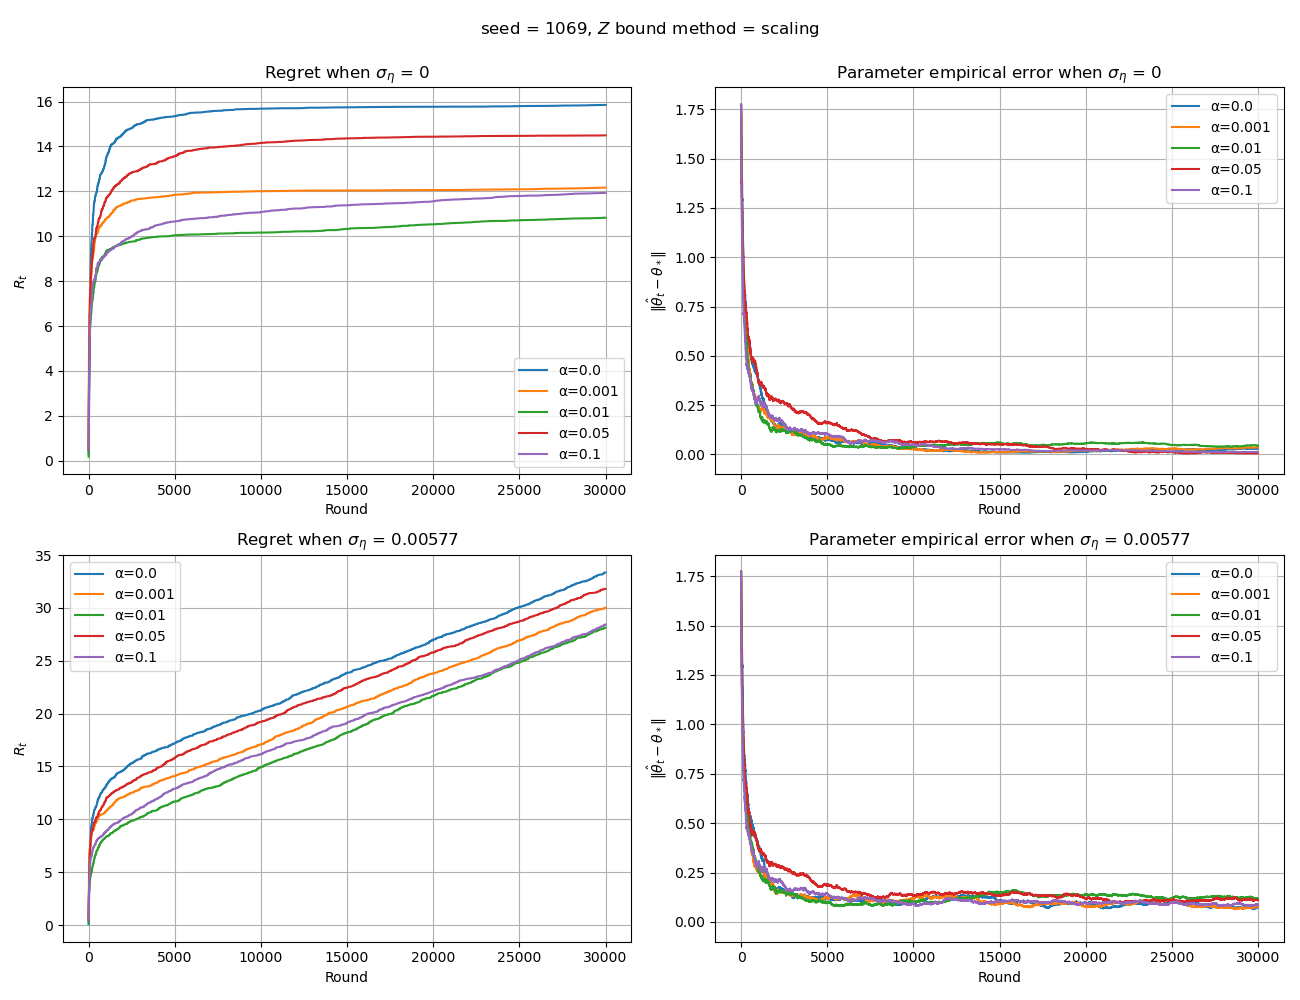 seed = 1069, Z bound method = scaling
Regret when σ_η = 0
16
14
12
10
8
6
4
2
0
R_t
α=0.0
α=0.001
α=0.01
α=0.05
α=0.1
0 5000 10000 15000 20000 25000 30000
Round
Parameter empirical error when σ_η = 0
1.75
1.50
1.25
1.00
0.75
0.50
0.25
0.00
‖θ̂_t − θ_*‖
α=0.0
α=0.001
α=0.01
α=0.05
α=0.1
0 5000 10000 15000 20000 25000 30000
Round
Regret when σ_η = 0.00577
35
30
25
20
15
10
5
0
R_t
α=0.0
α=0.001
α=0.01
α=0.05
α=0.1
0 5000 10000 15000 20000 25000 30000
Round
Parameter empirical error when σ_η = 0.00577
1.75
1.50
1.25
1.00
0.75
0.50
0.25
0.00
‖θ̂_t − θ_*‖
α=0.0
α=0.001
α=0.01
α=0.05
α=0.1
0 5000 10000 15000 20000 25000 30000
Round